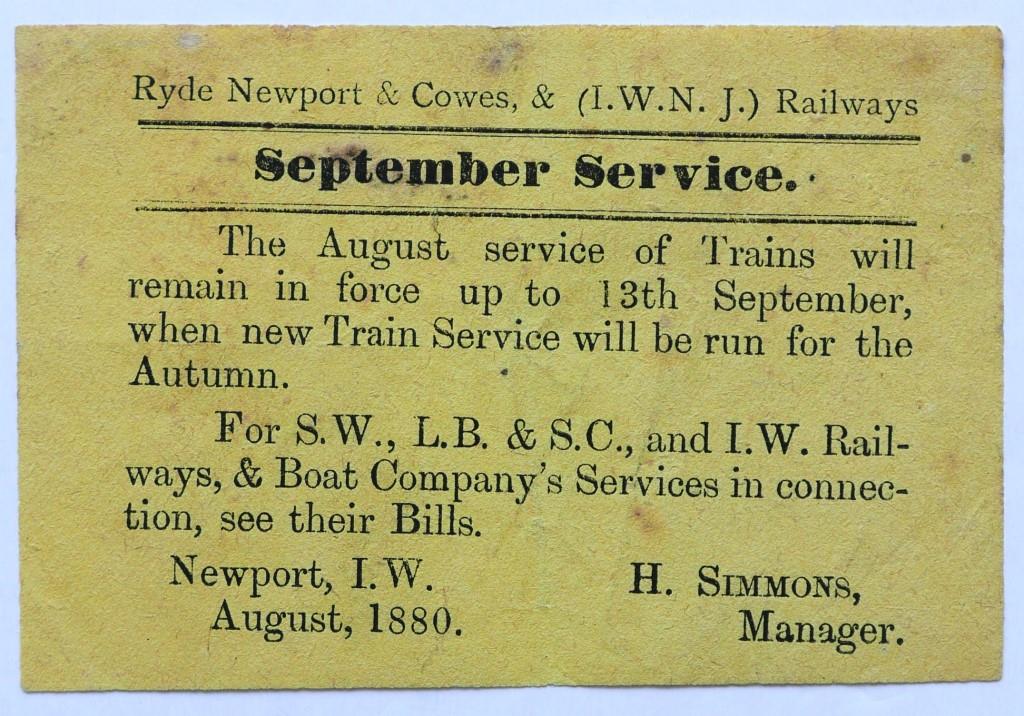 Ryde Newport & Cowes, & (I.W.N. J.) Railways
September Service.
The August service of Trains will
remain in force up to 13th September,
when new Train Service will be run for the
Autumn.
For S.W., L.B. & S.C., and I.W. Rail-
ways, & Boat Company's Services in connec-
tion, see their Bills.
Newport, I.W.
August, 1880.
H. SIMMONS,
Manager.